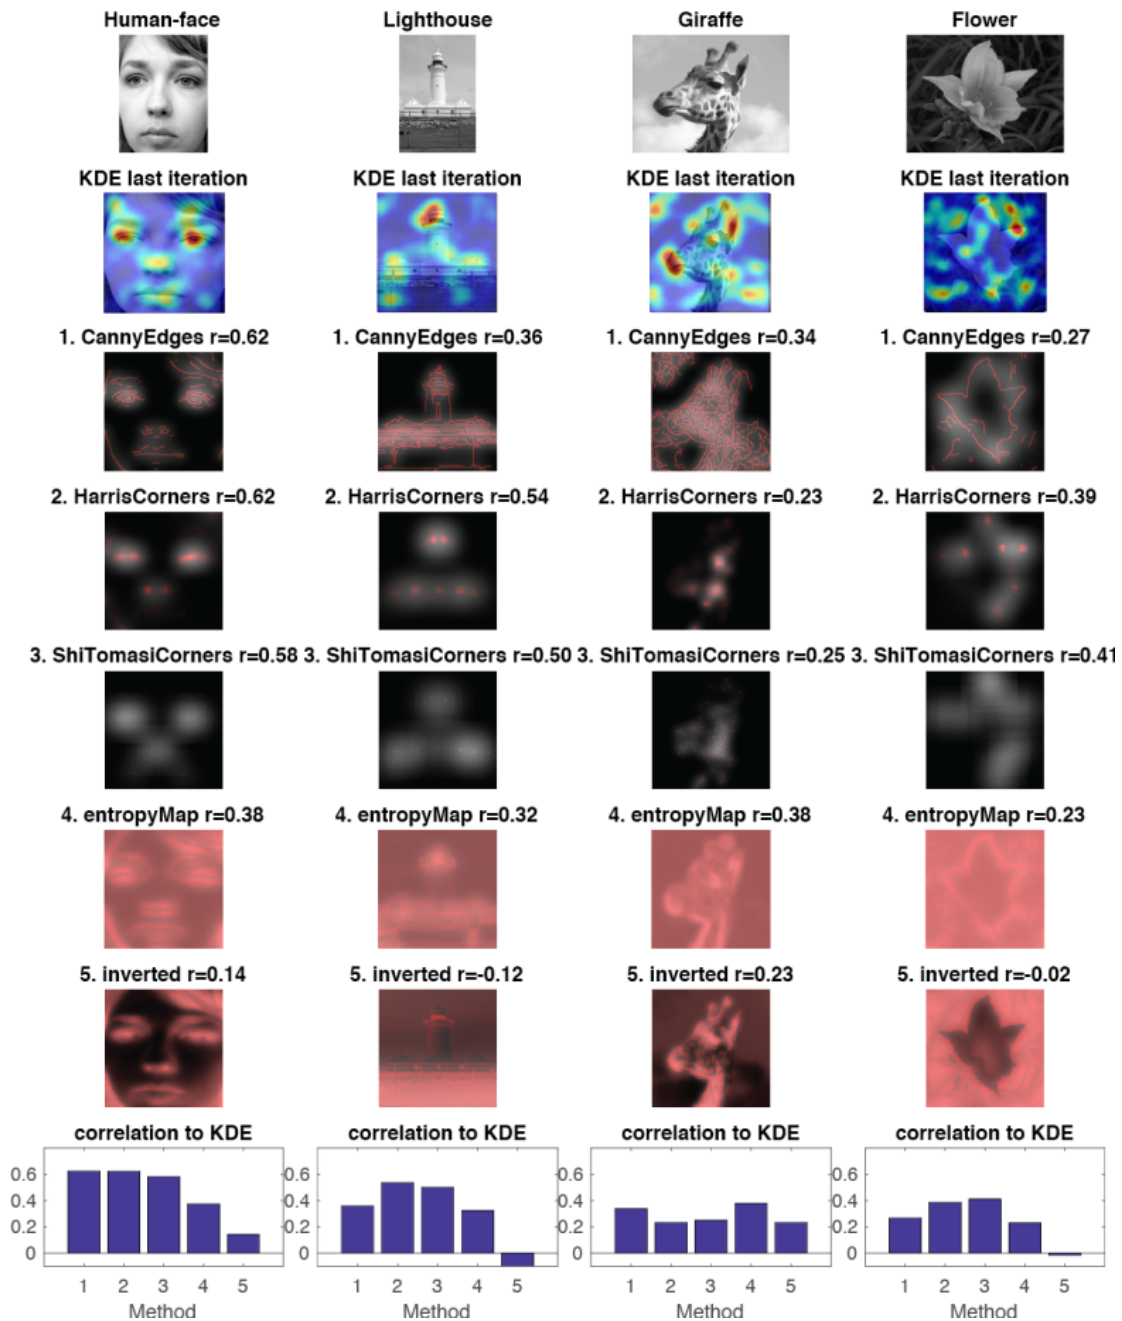 Human-face Lighthouse Giraffe Flower
KDE last iteration KDE last iteration KDE last iteration KDE last iteration
1. CannyEdges r=0.62 1. CannyEdges r=0.36 1. CannyEdges r=0.34 1. CannyEdges r=0.27
2. HarrisCorners r=0.62 2. HarrisCorners r=0.54 2. HarrisCorners r=0.23 2. HarrisCorners r=0.39
3. ShiTomasiCorners r=0.58 3. ShiTomasiCorners r=0.50 3. ShiTomasiCorners r=0.25 3. ShiTomasiCorners r=0.41
4. entropyMap r=0.38 4. entropyMap r=0.32 4. entropyMap r=0.38 4. entropyMap r=0.23
5. inverted r=0.14 5. inverted r=-0.12 5. inverted r=0.23 5. inverted r=-0.02
correlation to KDE correlation to KDE correlation to KDE correlation to KDE
0.6 0.6 0.6 0.6
0.4 0.4 0.4 0.4
0.2 0.2 0.2 0.2
0 0 0 0
1 2 3 4 5 1 2 3 4 5 1 2 3 4 5 1 2 3 4 5
Method Method Method Method